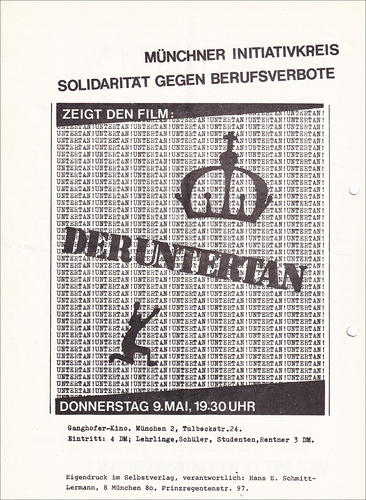 MÜNCHNER INITIATIVKREIS
SOLIDARITÄT GEGEN BERUFSVERBOTE
ZEIGT DEN FILM:
DER UNTERTAN
DONNERSTAG 9.MAI, 19.30 UHR
Ganghofer-Kino. München 2, Tulbeckstr.24.
Eintritt: 4 DM; Lehrlinge,Schüler, Studenten,Rentner 3 DM.
Eigendruck im Selbstverlag, verantwortlich: Hans E. Schmitt-
Lermann, 8 München 80, Prinzregentenstr. 97.